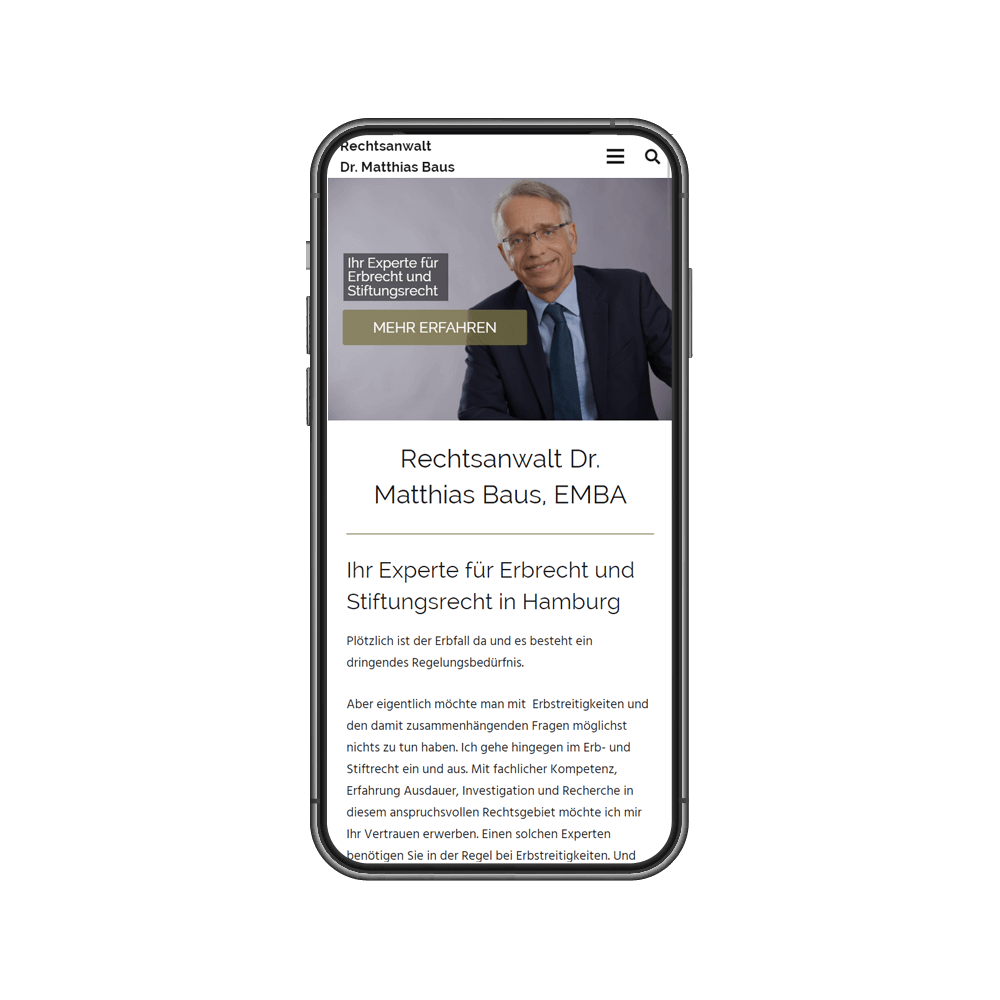 Rechtsanwalt
Dr. Matthias Baus
Ihr Experte für
Erbrecht und
Stiftungsrecht
MEHR ERFAHREN
Rechtsanwalt Dr.
Matthias Baus, EMBA
Ihr Experte für Erbrecht und
Stiftungsrecht in Hamburg
Plötzlich ist der Erbfall da und es besteht ein
dringendes Regelungsbedürfnis.
Aber eigentlich möchte man mit  Erbstreitigkeiten und
den damit zusammenhängenden Fragen möglichst
nichts zu tun haben. Ich gehe hingegen im Erb- und
Stiftrecht ein und aus. Mit fachlicher Kompetenz,
Erfahrung Ausdauer, Investigation und Recherche in
diesem anspruchsvollen Rechtsgebiet möchte ich mir
Ihr Vertrauen erwerben. Einen solchen Experten
benötigen Sie in der Regel bei Erbstreitigkeiten. Und